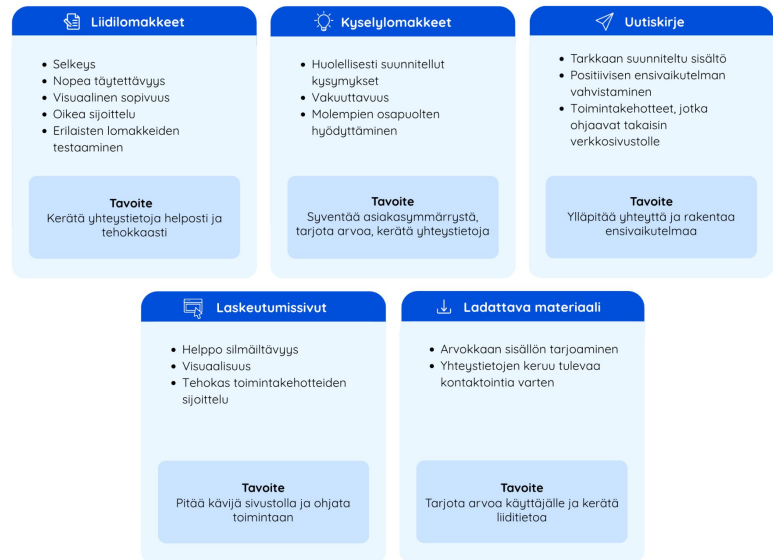 Liidilomakkeet
• Selkeys
• Nopea täytettävyys
• Visuaalinen sopivuus
• Oikea sijoittelu
• Erilaisten lomakkeiden
testaaminen
Tavoite
Kerätä yhteystietoja helposti ja
tehokkaasti
Kyselylomakkeet
• Huolellisesti suunnitellut
kysymykset
• Vakuuttavuus
• Molempien osapuolten
hyödyttäminen
Tavoite
Syventää asiakasymmärrystä,
tarjota arvoa, kerätä yhteystietoja
Uutiskirje
• Tarkkaan suunniteltu sisältö
• Positiivisen ensivaikutelman
vahvistaminen
• Toimintakehotteet, jotka
ohjaavat takaisin
verkkosivustolle
Tavoite
Ylläpitää yhteyttä ja rakentaa
ensivaikutelmaa
Laskeutumissivut
• Helppo silmäiltävyys
• Visuaalisuus
• Tehokas toimintakehotteiden
sijoittelu
Tavoite
Pitää kävijä sivustolla ja ohjata
toimintaan
Ladattava materiaali
• Arvokkaan sisällön tarjoaminen
• Yhteystietojen keruu tulevaa
kontaktointia varten
Tavoite
Tarjota arvoa käyttäjälle ja kerätä
liiditietoa